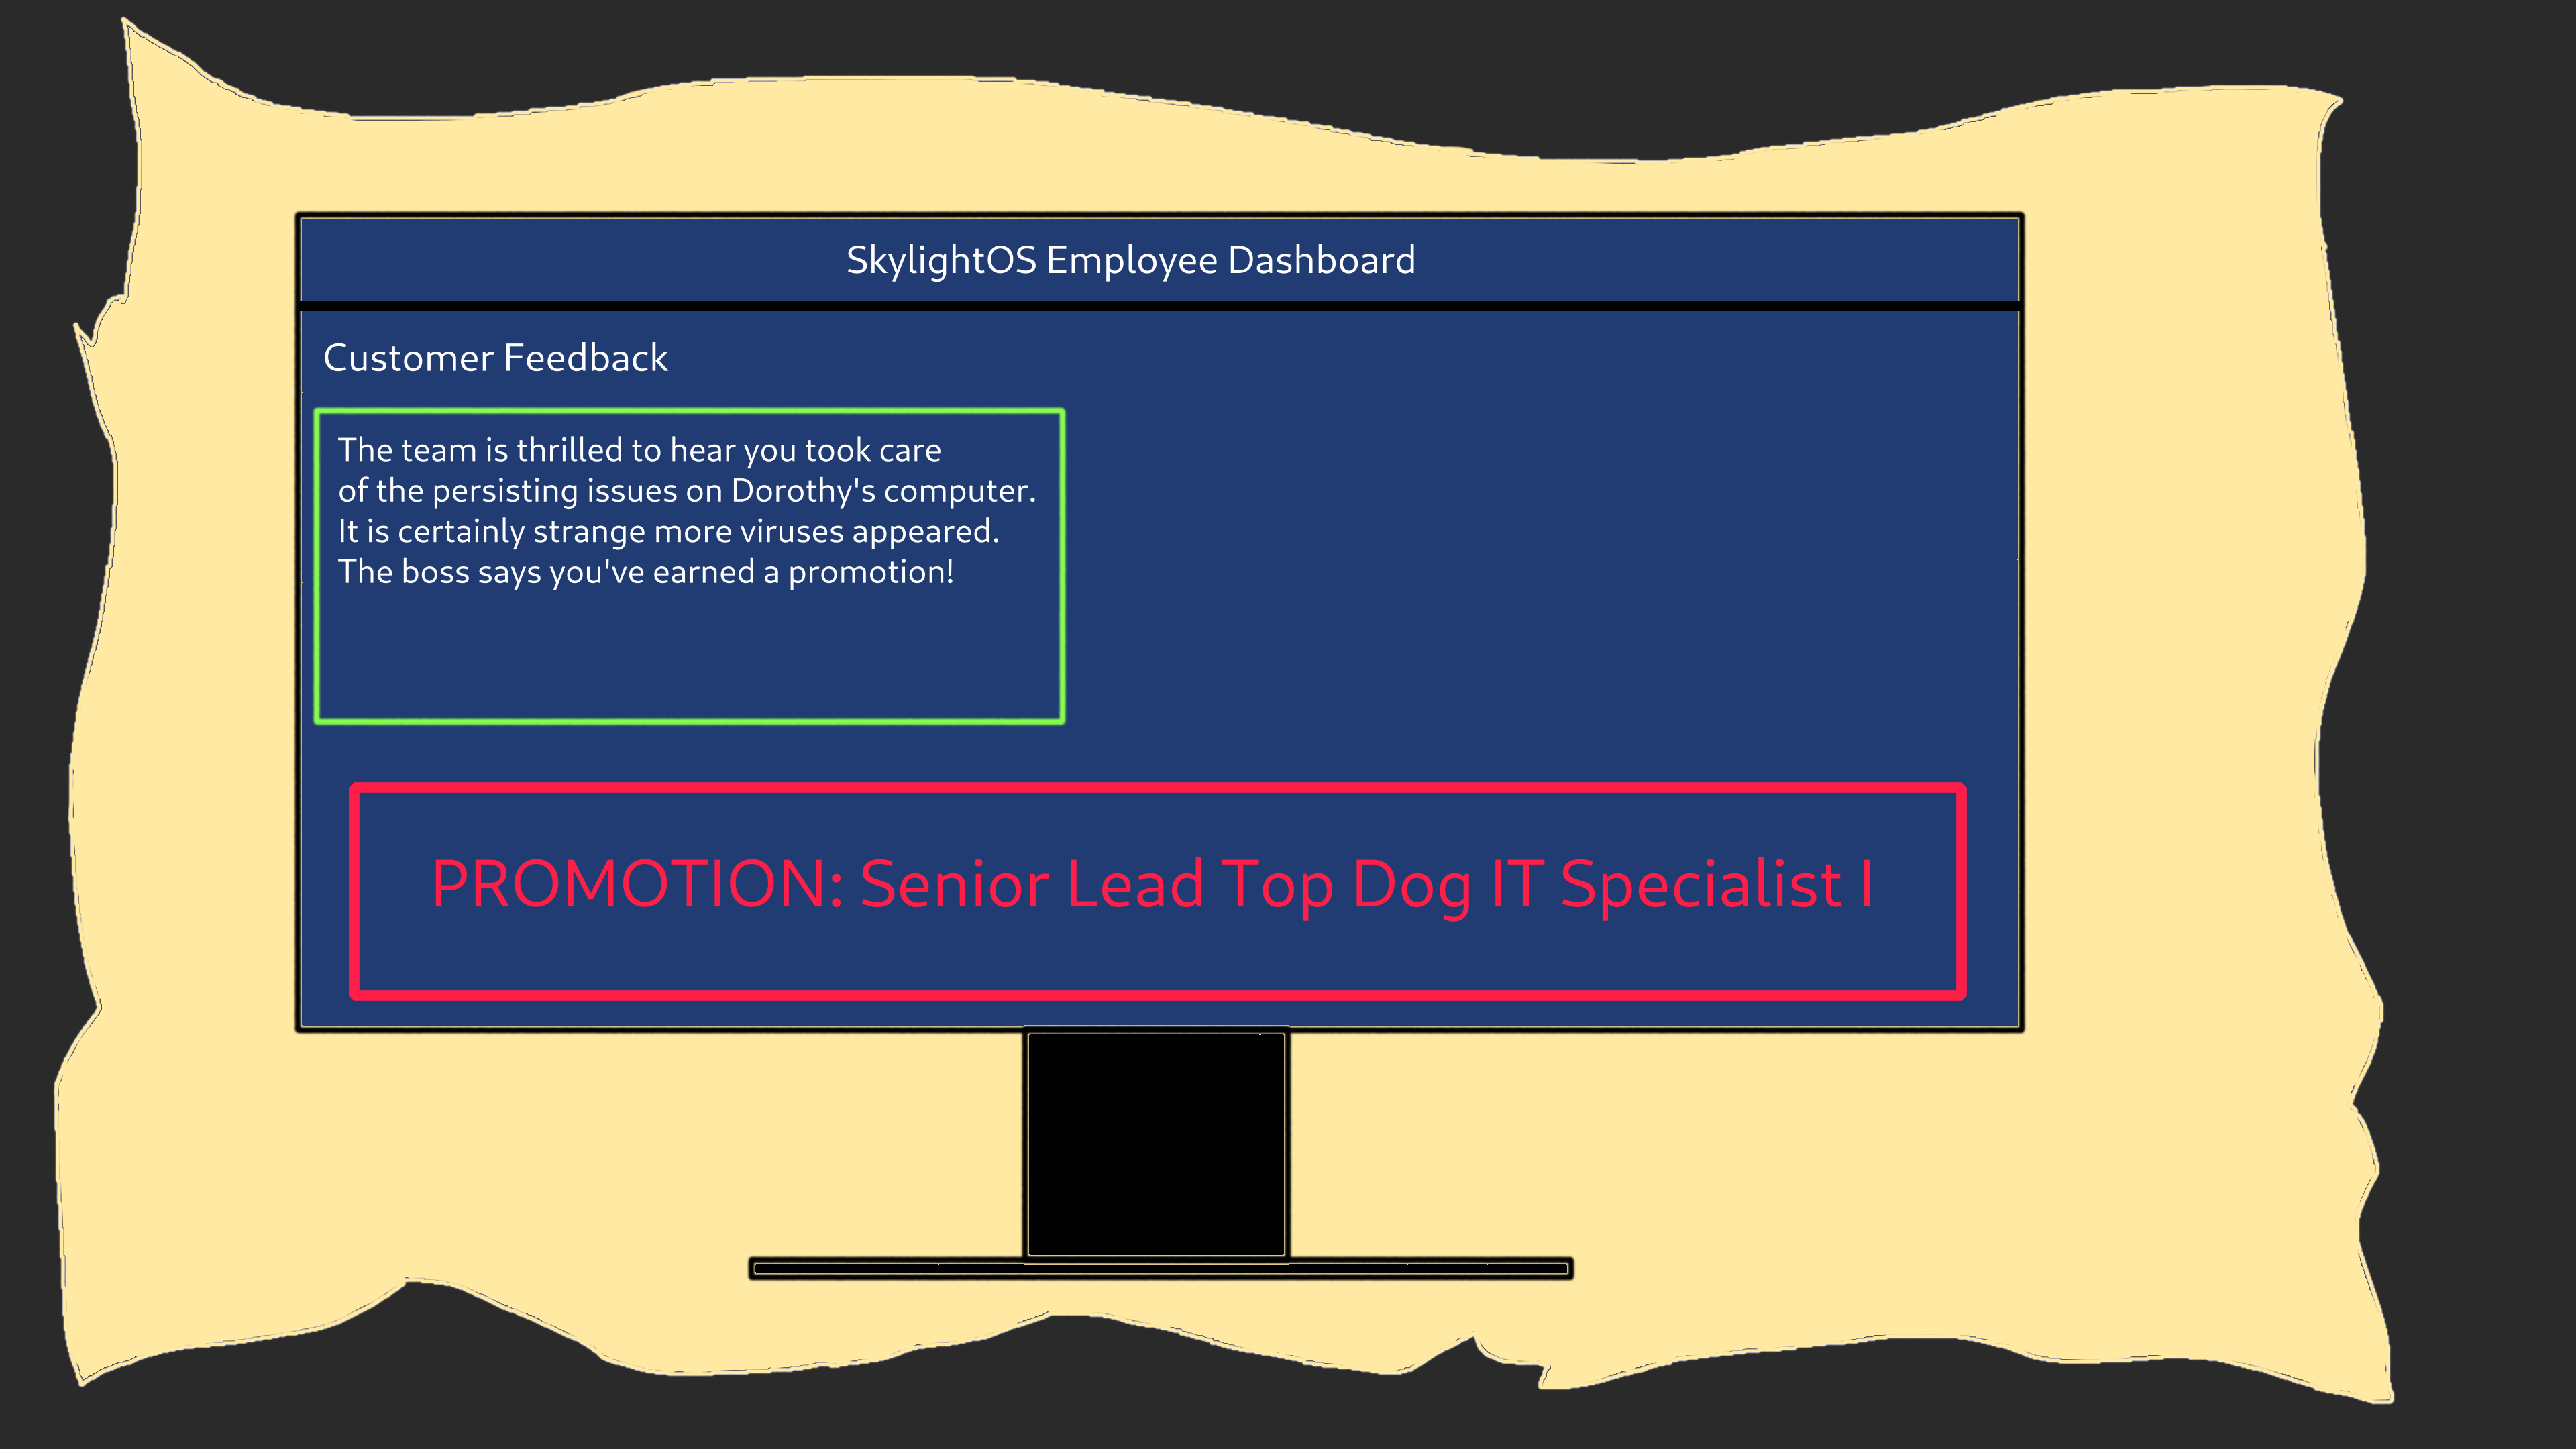 SkylightOS Employee Dashboard
Customer Feedback
The team is thrilled to hear you took care
of the persisting issues on Dorothy's computer.
It is certainly strange more viruses appeared.
The boss says you've earned a promotion!
PROMOTION: Senior Lead Top Dog IT Specialist I